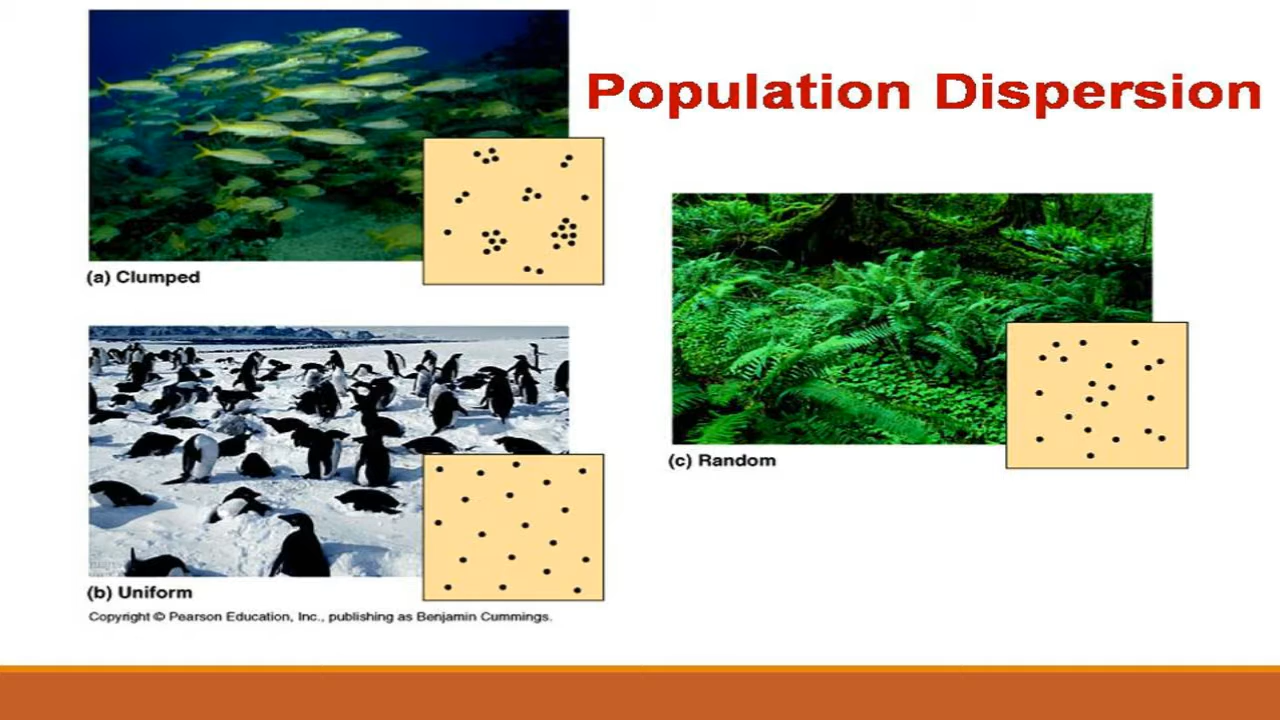 Population Dispersion
(a) Clumped
(b) Uniform
Copyright © Pearson Education, Inc., publishing as Benjamin Cummings.
(c) Random